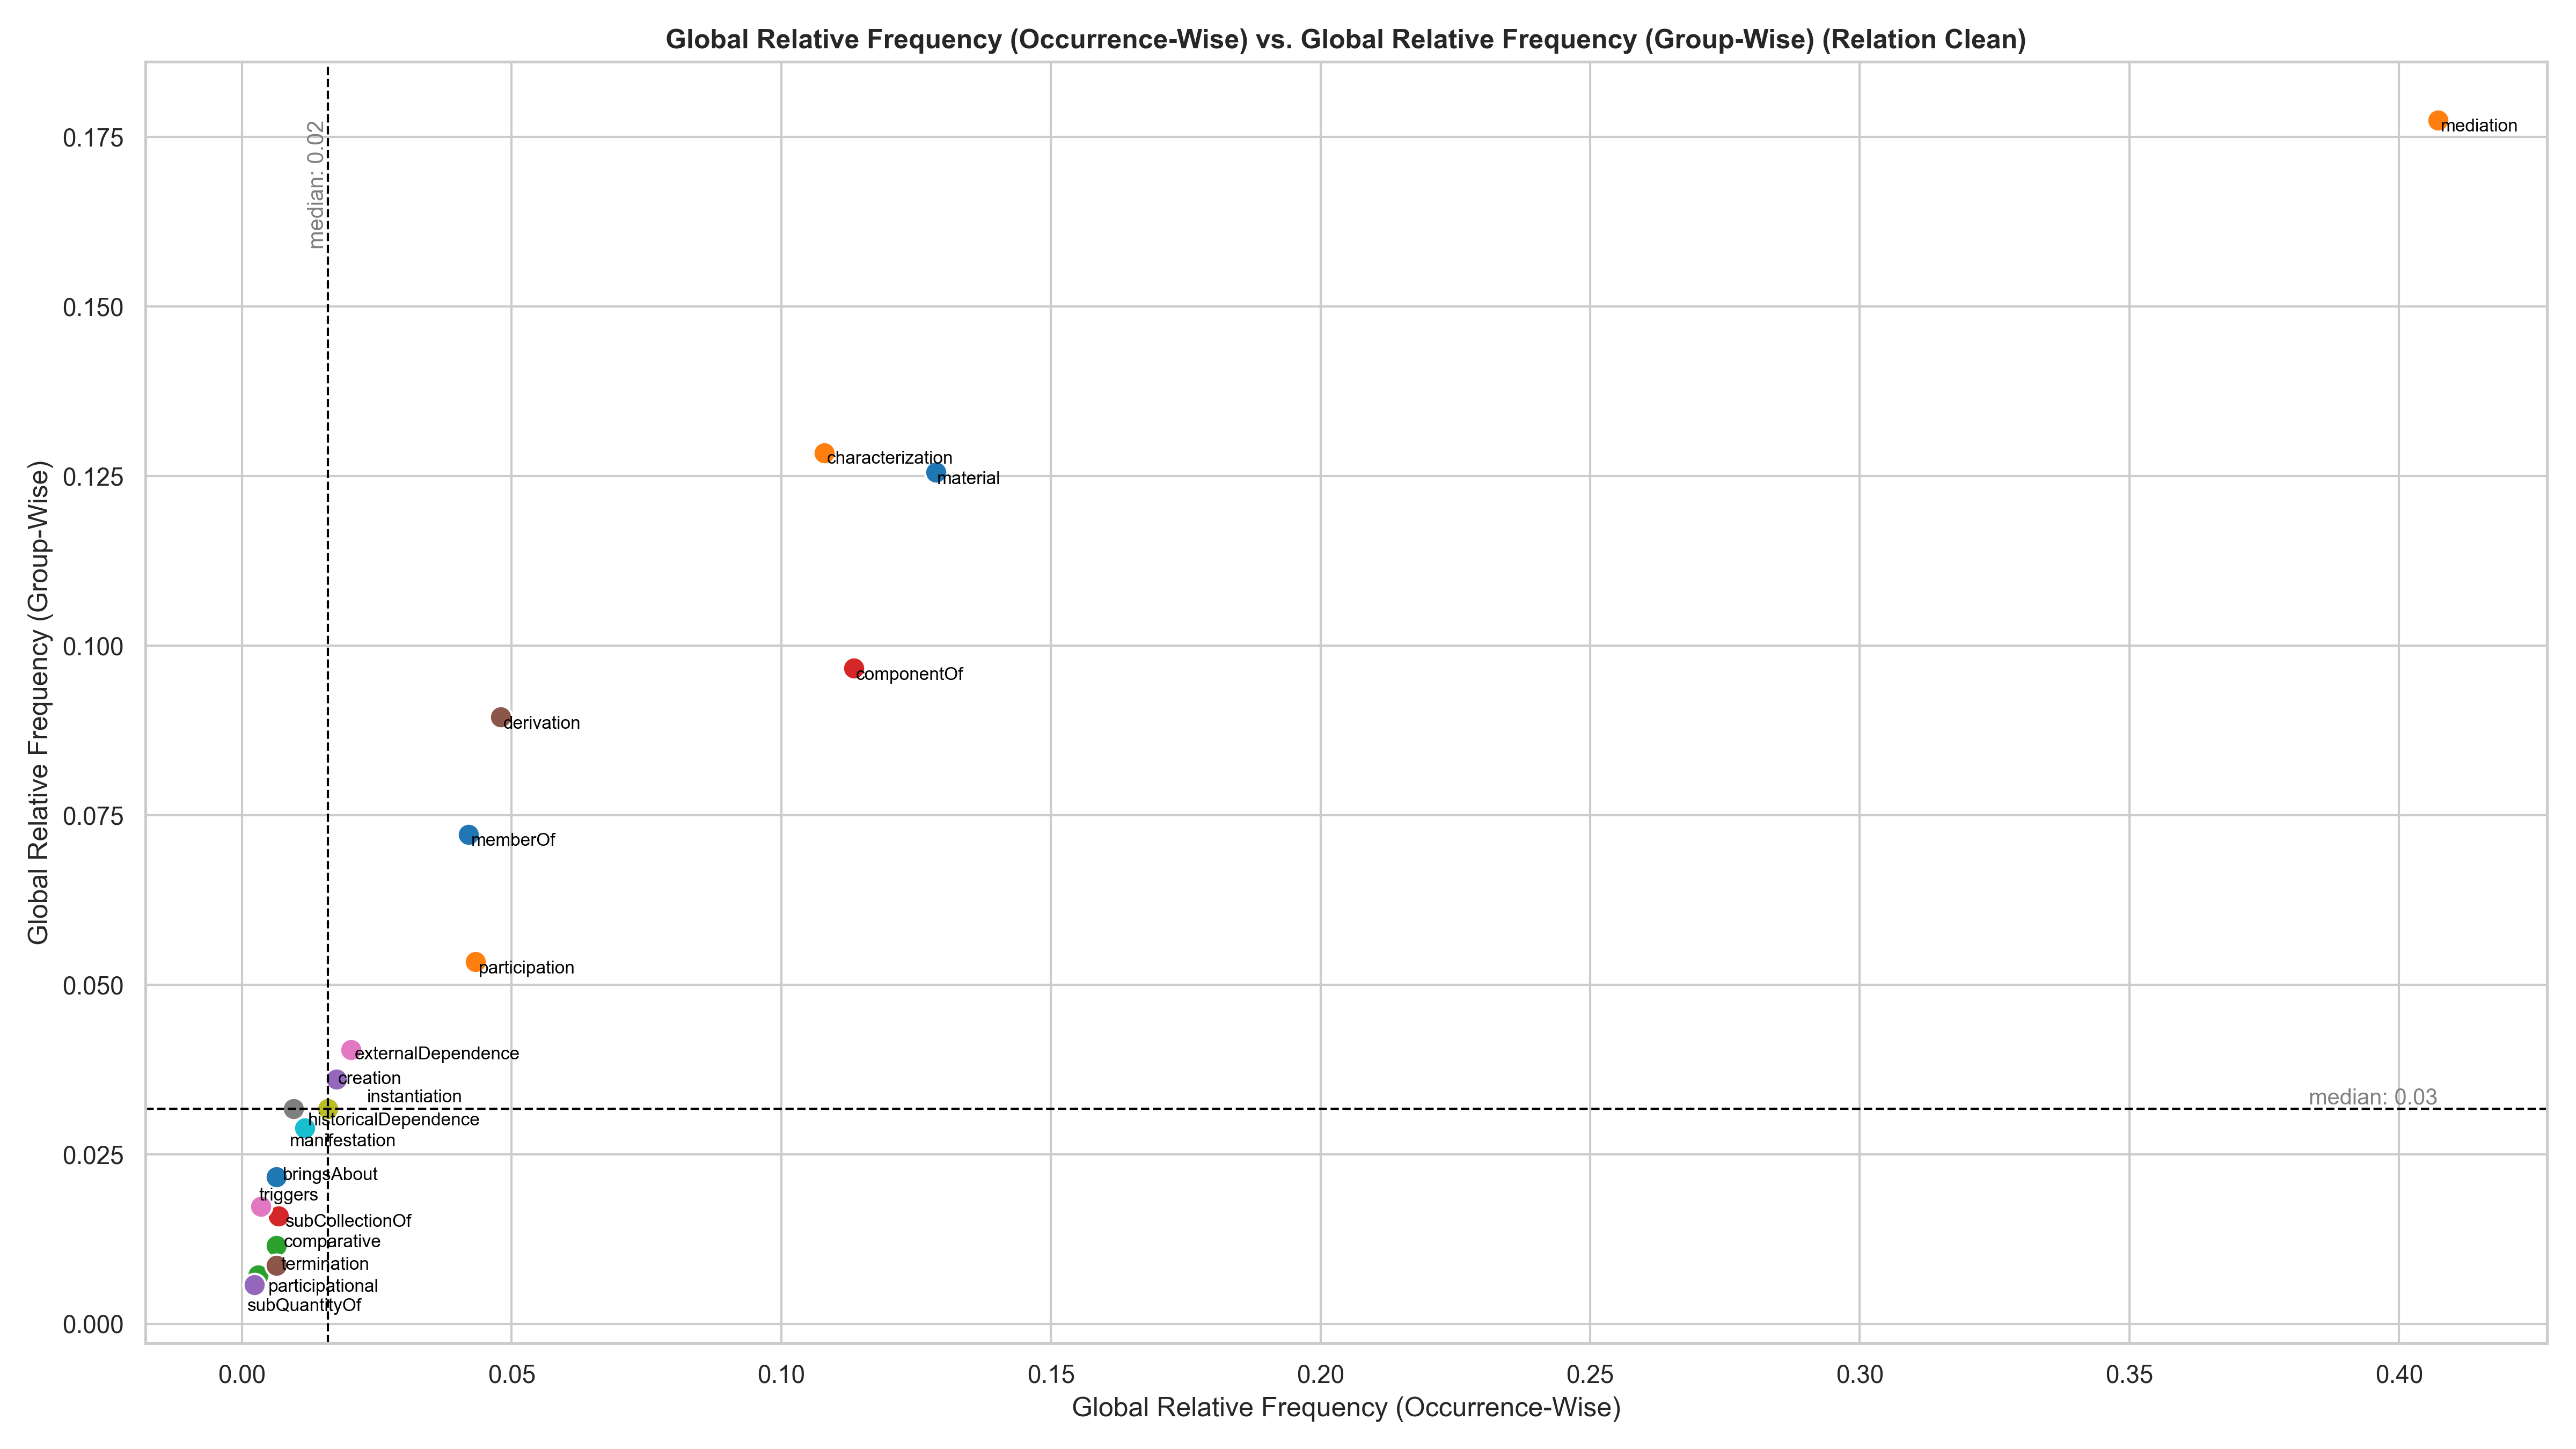 Global Relative Frequency (Occurrence-Wise) vs. Global Relative Frequency (Group-Wise) (Relation Clean)
Global Relative Frequency (Group-Wise)
0.175
0.150
0.125
0.100
0.075
0.050
0.025
0.000
median: 0.02
mediation
characterization
material
componentOf
derivation
memberOf
participation
externalDependence
creation
instantiation
median: 0.03
historicalDependence
manifestation
bringsAbout
triggers
subCollectionOf
comparative
termination
participational
subQuantityOf
0.00
0.05
0.10
0.15
0.20
0.25
0.30
0.35
0.40
Global Relative Frequency (Occurrence-Wise)